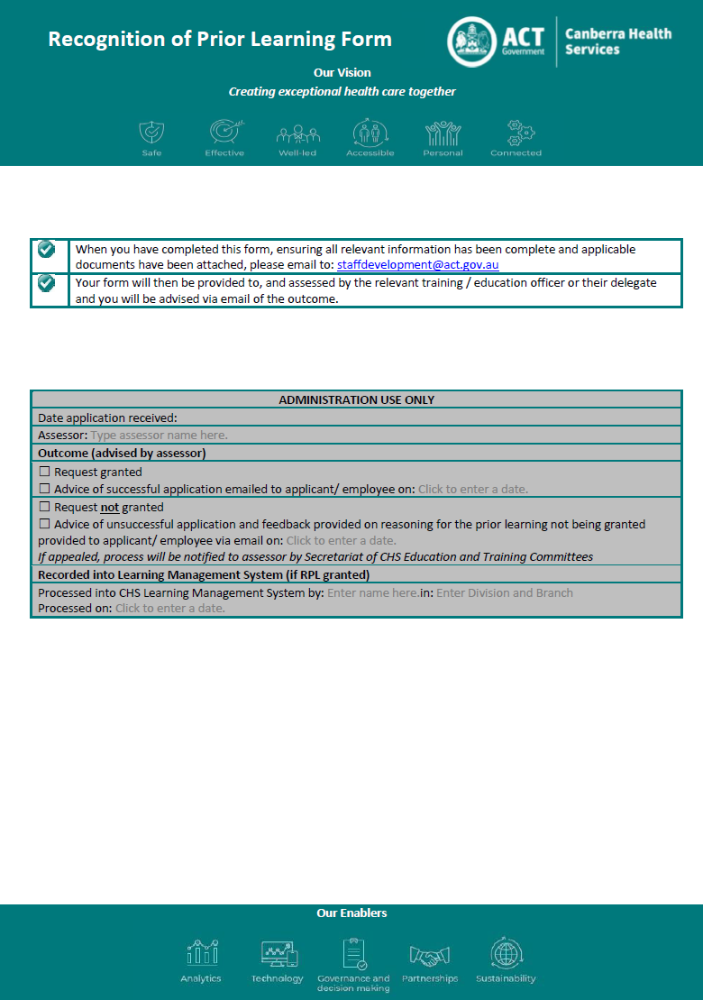 Recognition of Prior Learning Form
ACT
Government
Canberra Health
Services
Our Vision
Creating exceptional health care together
Safe
Effective
Well-led
Accessible
Personal
Connected
When you have completed this form, ensuring all relevant information has been complete and applicable
documents have been attached, please email to: staffdevelopment@act.gov.au
Your form will then be provided to, and assessed by the relevant training / education officer or their delegate
and you will be advised via email of the outcome.
ADMINISTRATION USE ONLY
Date application received:
Assessor: Type assessor name here.
Outcome (advised by assessor)
☐ Request granted
☐ Advice of successful application emailed to applicant/ employee on: Click to enter a date.
☐ Request not granted
☐ Advice of unsuccessful application and feedback provided on reasoning for the prior learning not being granted
provided to applicant/ employee via email on: Click to enter a date.
If appealed, process will be notified to assessor by Secretariat of CHS Education and Training Committees
Recorded into Learning Management System (if RPL granted)
Processed into CHS Learning Management System by: Enter name here.in: Enter Division and Branch
Processed on: Click to enter a date.
Our Enablers
Analytics
Technology
Governance and
decision making
Partnerships
Sustainability